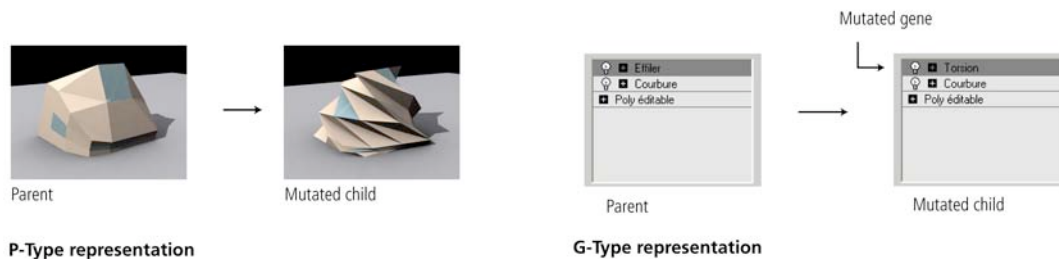 Mutated gene
Effiler
Courbure
Poly éditable
Torsion
Courbure
Poly éditable
Parent
Mutated child
Parent
Mutated child
P-Type representation
G-Type representation